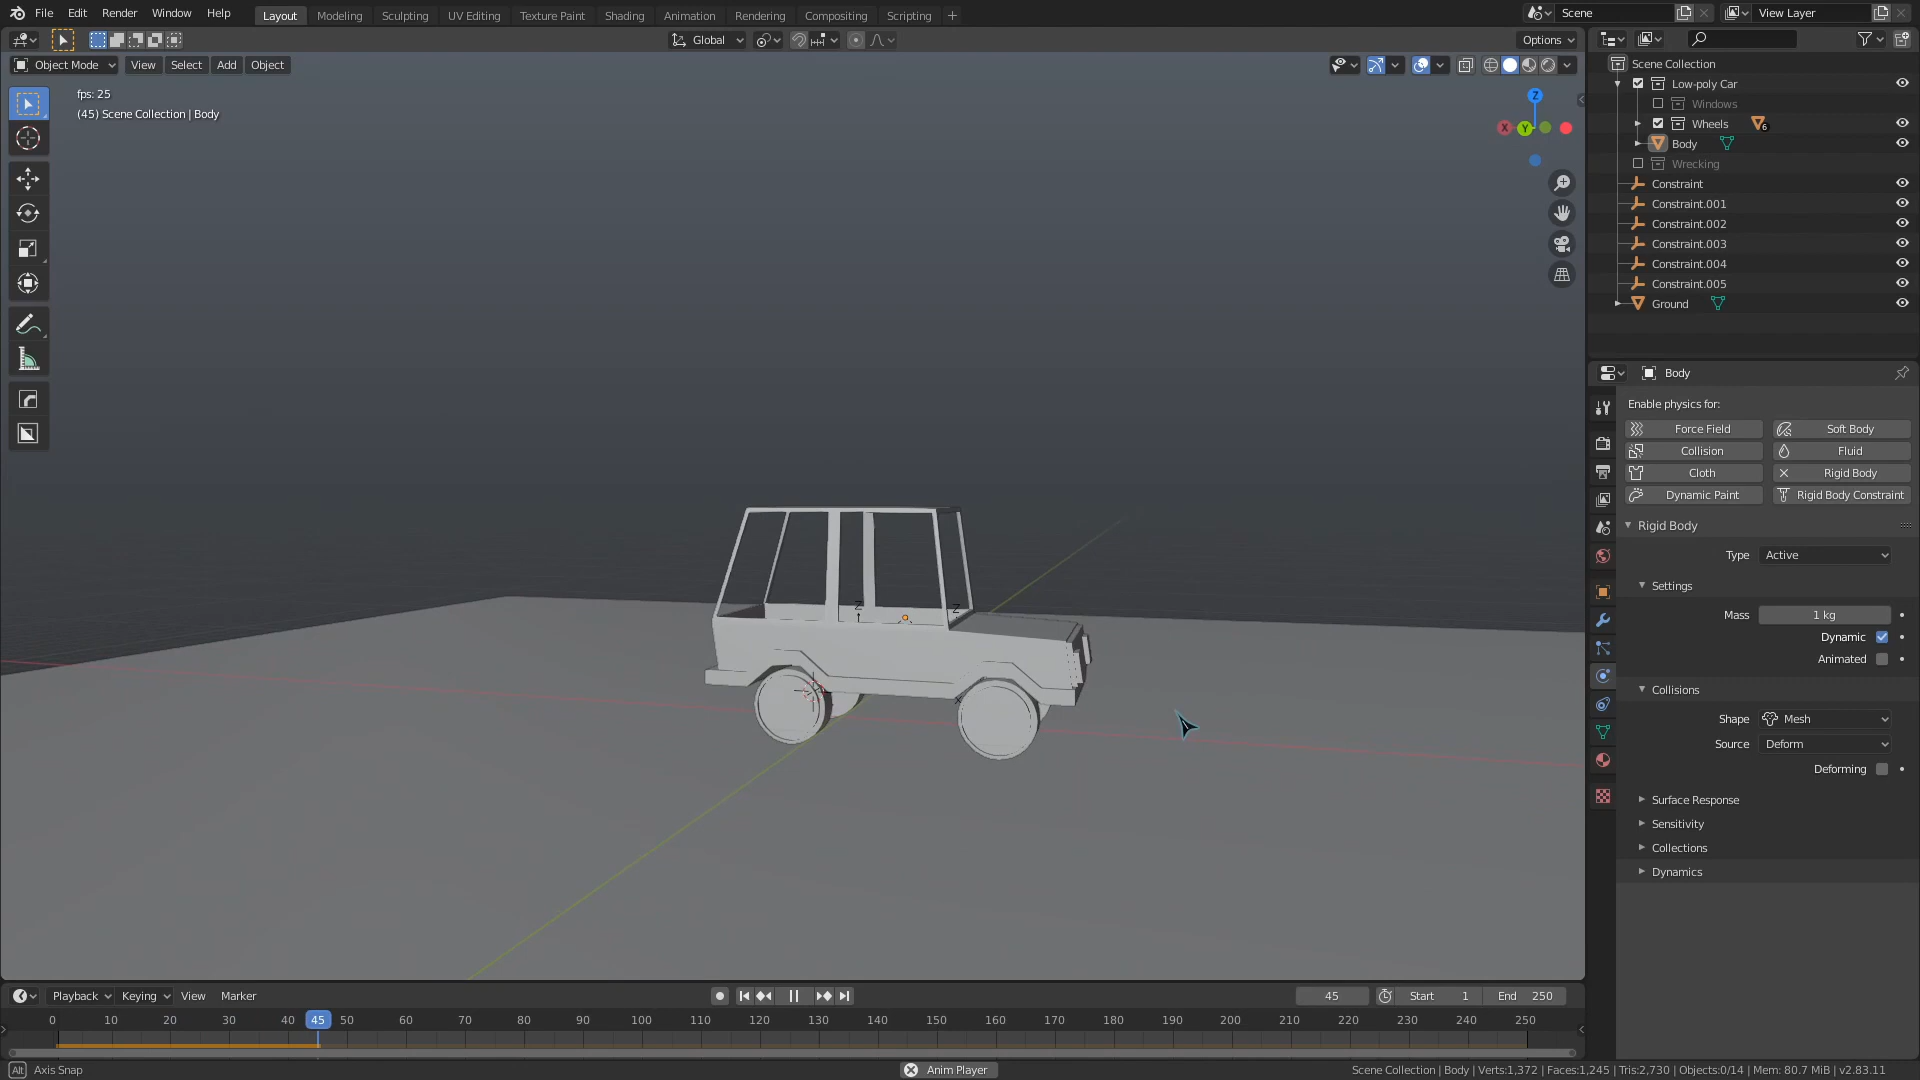 File Edit Render Window Help Layout Modeling Sculpting UV Editing Texture Paint Shading Animation Rendering Compositing Scripting + Scene View Layer
Global Options
Object Mode View Select Add Object
fps: 25
(45) Scene Collection | Body
Z
X Y
Z Z
X
Scene Collection
Low-poly Car
Windows
Wheels 6
Body
Wrecking
Constraint
Constraint.001
Constraint.002
Constraint.003
Constraint.004
Constraint.005
Ground
Body
Enable physics for:
Force Field Soft Body
Collision Fluid
Cloth Rigid Body
Dynamic Paint Rigid Body Constraint
Rigid Body
Type Active
Settings
Mass 1 kg
Dynamic
Animated
Collisions
Shape Mesh
Source Deform
Deforming
Surface Response
Sensitivity
Collections
Dynamics
Playback Keying View Marker 45 Start 1 End 250
0 10 20 30 40 45 50 60 70 80 90 100 110 120 130 140 150 160 170 180 190 200 210 220 230 240 250
Alt Axis Snap Anim Player Scene Collection | Body | Verts:1,372 | Faces:1,245 | Tris:2,730 | Objects:0/14 | Mem: 80.7 MiB | v2.83.11